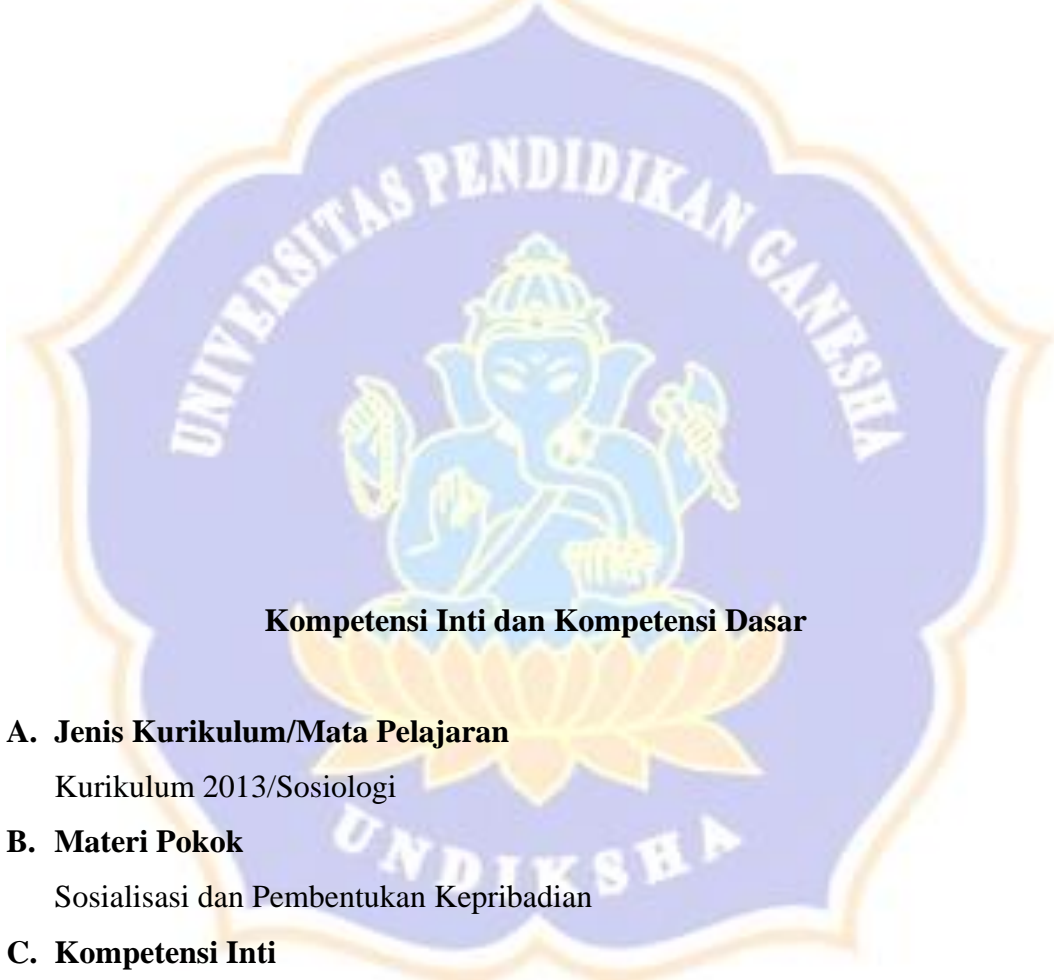 UNIVERSITAS PENDIDIKAN GANESHA
Kompetensi Inti dan Kompetensi Dasar
A. Jenis Kurikulum/Mata Pelajaran
Kurikulum 2013/Sosiologi
B. Materi Pokok
Sosialisasi dan Pembentukan Kepribadian
C. Kompetensi Inti
UNDIKSHA